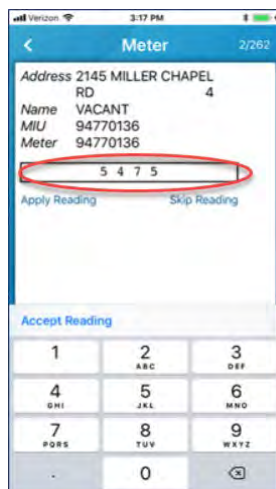 Verizon 3:17 PM
Meter 2/262
Address 2145 MILLER CHAPEL
RD 4
Name VACANT
MIU 94770136
Meter 94770136
5 4 7 5
Apply Reading Skip Reading
Accept Reading
1 2 3
ABC DEF
4 5 6
GHI JKL MNO
7 8 9
PQRS TUV WXYZ
. 0